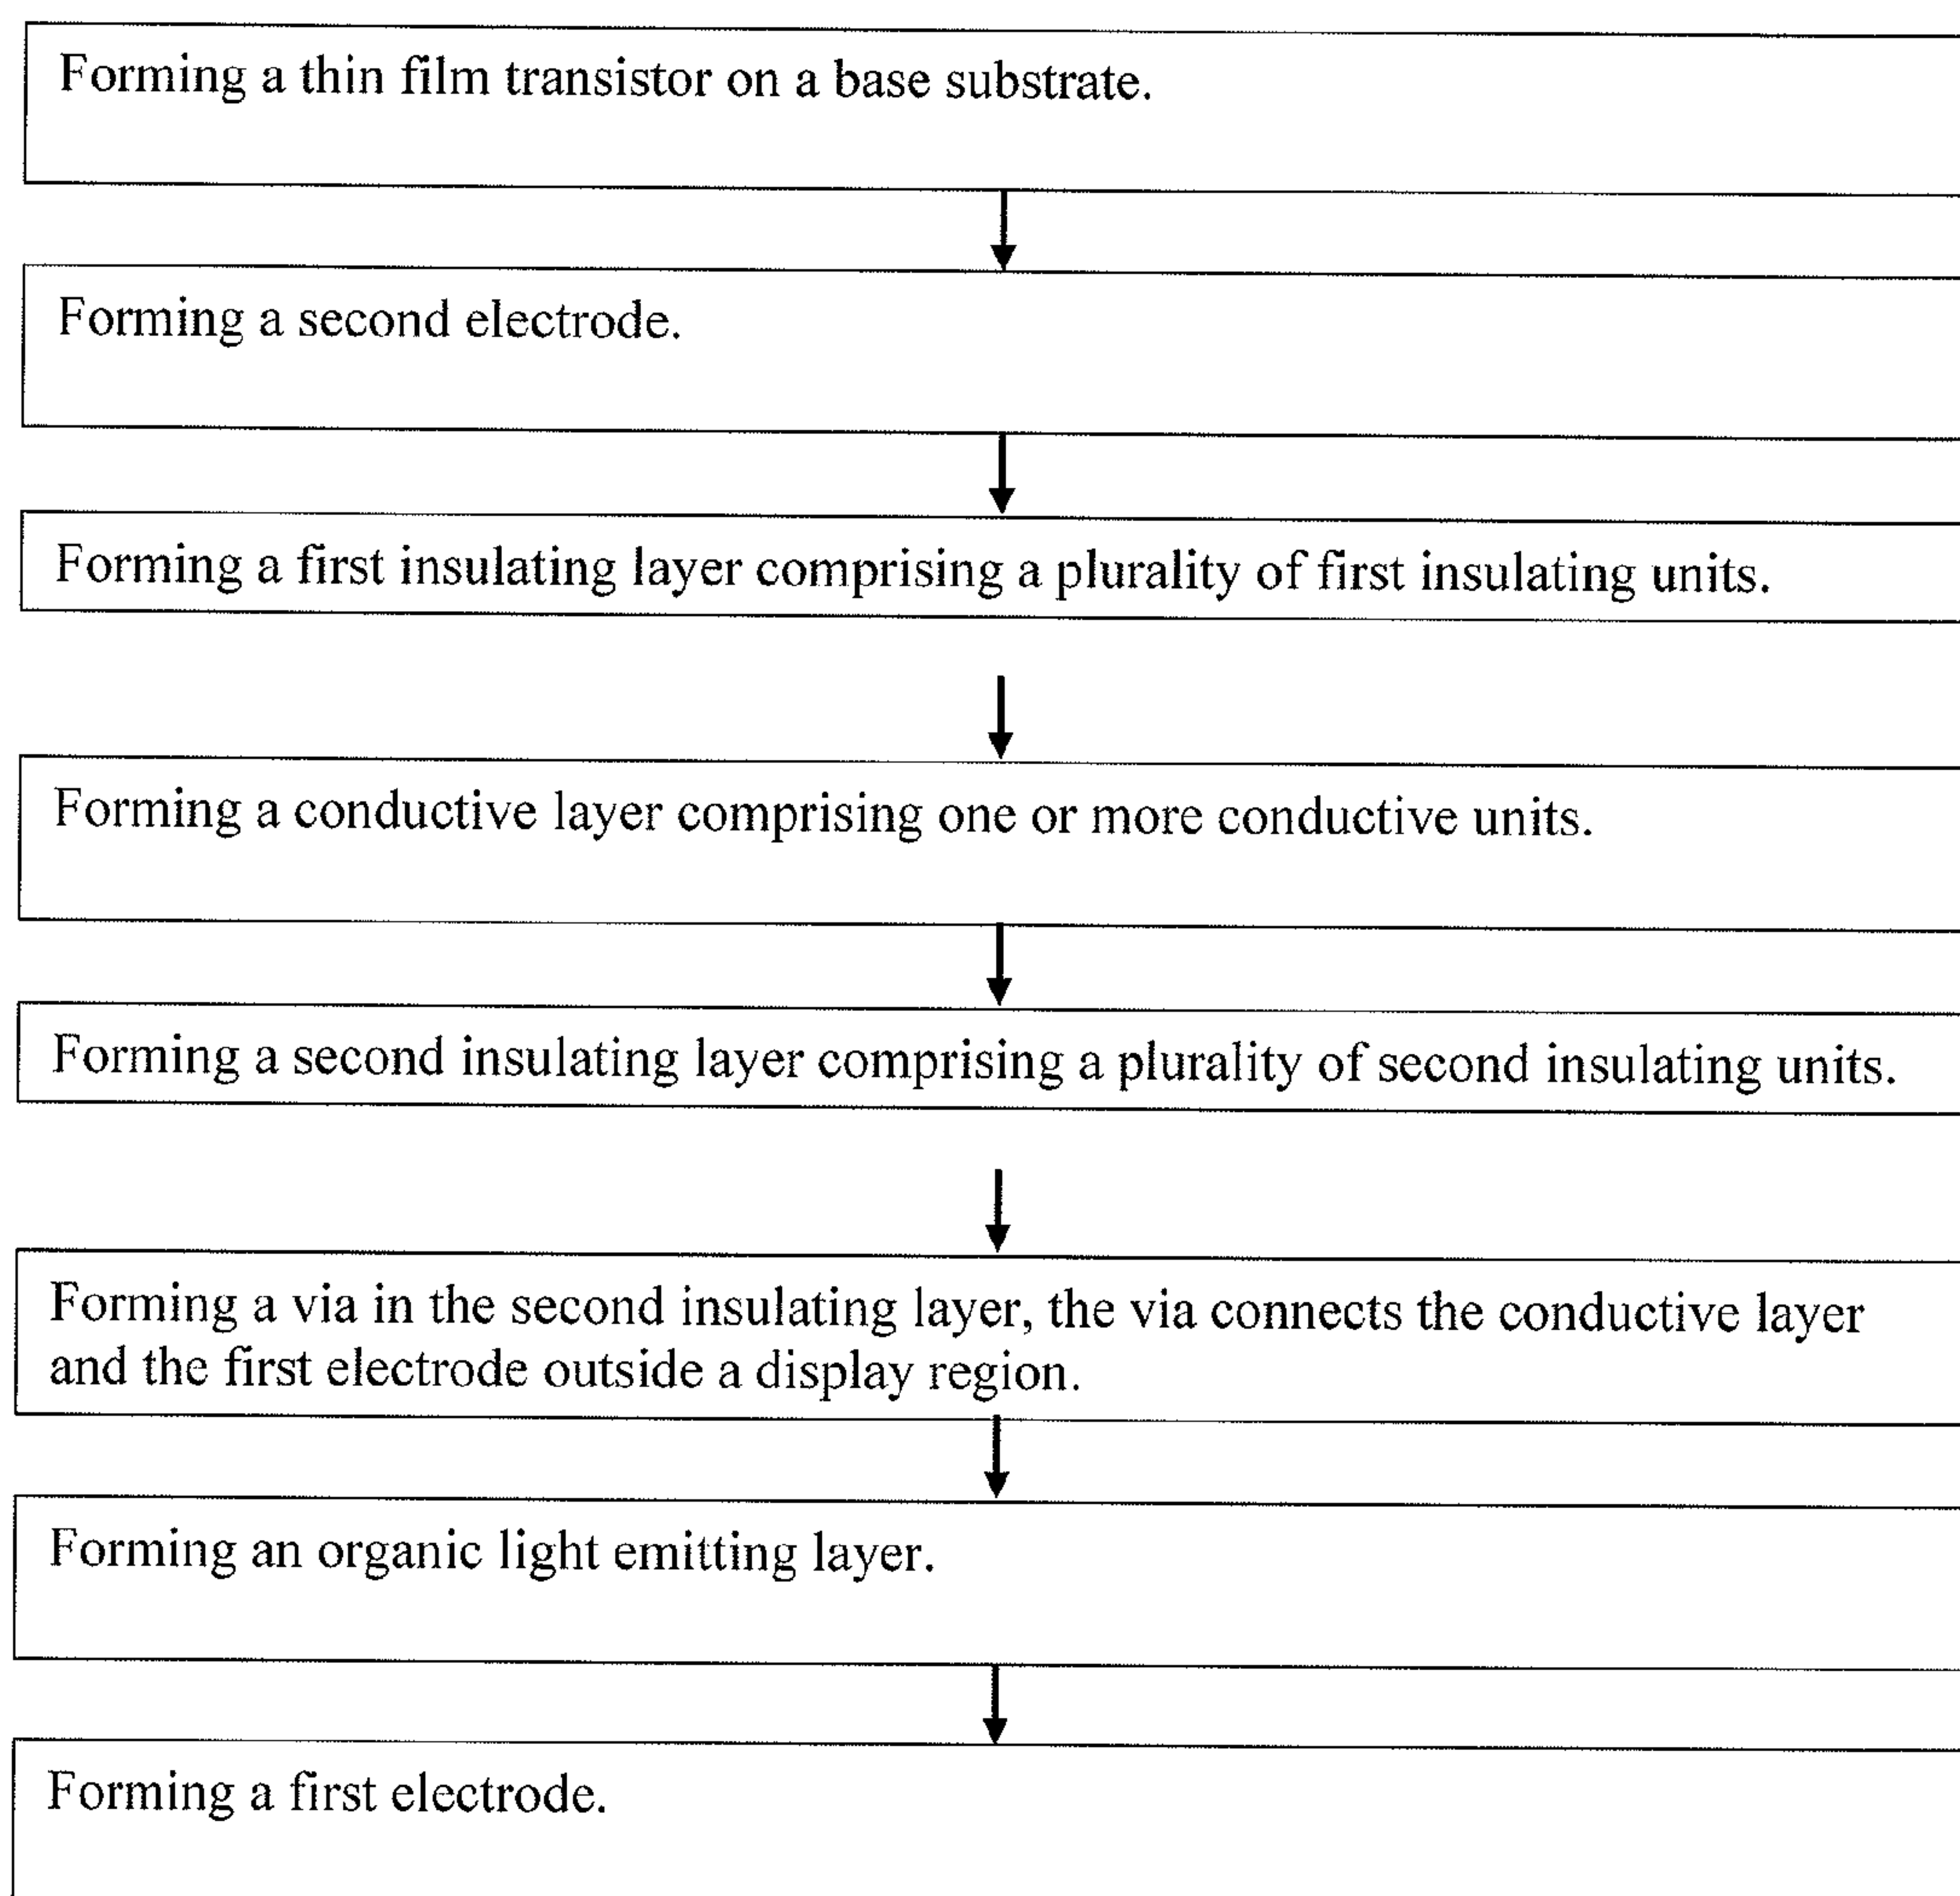 Forming a thin film transistor on a base substrate.
Forming a second electrode.
Forming a first insulating layer comprising a plurality of first insulating units.
Forming a conductive layer comprising one or more conductive units.
Forming a second insulating layer comprising a plurality of second insulating units.
Forming a via in the second insulating layer, the via connects the conductive layer
and the first electrode outside a display region.
Forming an organic light emitting layer.
Forming a first electrode.